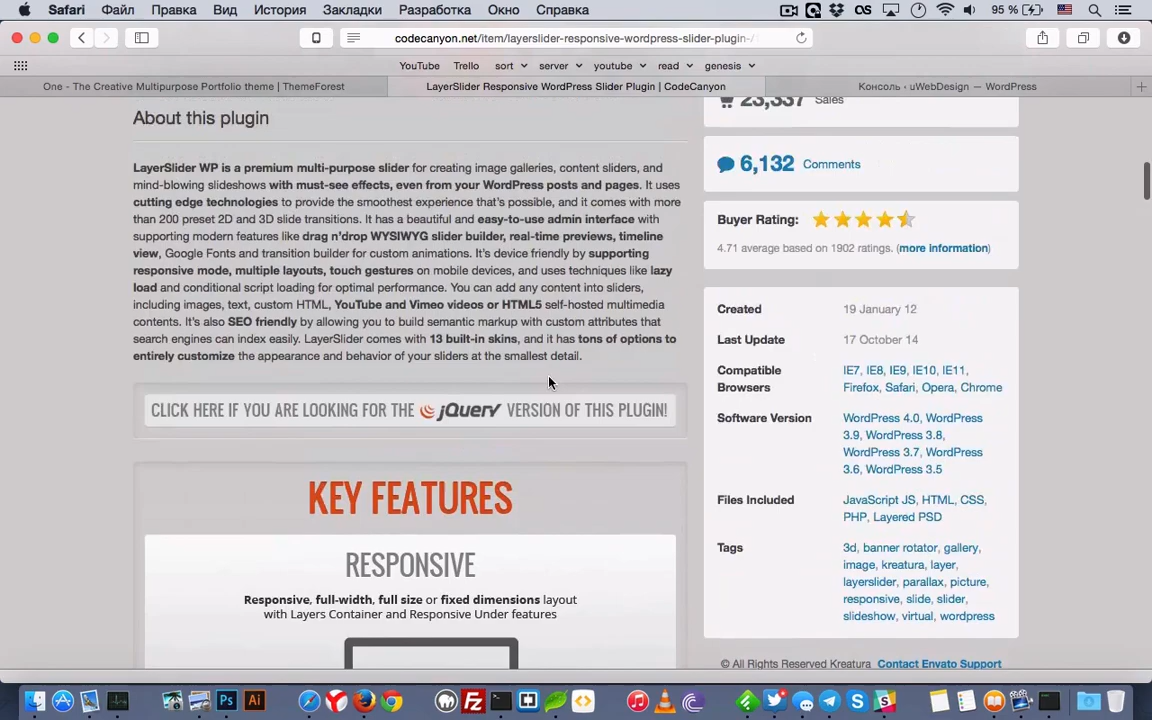 Safari Файл Правка Вид История Закладки Разработка Окно Справка 95 %
codecanyon.net/item/layerslider-responsive-wordpress-slider-plugin-/
YouTube Trello sort server youtube read genesis
One - The Creative Multipurpose Portfolio theme | ThemeForest
LayerSlider Responsive WordPress Slider Plugin | CodeCanyon
Консоль ‹ uWebDesign — WordPress
About this plugin
LayerSlider WP is a premium multi-purpose slider for creating image galleries, content sliders, and
mind-blowing slideshows with must-see effects, even from your WordPress posts and pages. It uses
cutting edge technologies to provide the smoothest experience that's possible, and it comes with more
than 200 preset 2D and 3D slide transitions. It has a beautiful and easy-to-use admin interface with
supporting modern features like drag n'drop WYSIWYG slider builder, real-time previews, timeline
view, Google Fonts and transition builder for custom animations. It's device friendly by supporting
responsive mode, multiple layouts, touch gestures on mobile devices, and uses techniques like lazy
load and conditional script loading for optimal performance. You can add any content into sliders,
including images, text, custom HTML, YouTube and Vimeo videos or HTML5 self-hosted multimedia
contents. It's also SEO friendly by allowing you to build semantic markup with custom attributes that
search engines can index easily. LayerSlider comes with 13 built-in skins, and it has tons of options to
entirely customize the appearance and behavior of your sliders at the smallest detail.
CLICK HERE IF YOU ARE LOOKING FOR THE jQuery VERSION OF THIS PLUGIN!
KEY FEATURES
RESPONSIVE
Responsive, full-width, full size or fixed dimensions layout
with Layers Container and Responsive Under features
23,337 Sales
6,132 Comments
Buyer Rating:
4.71 average based on 1902 ratings. (more information)
Created 19 January 12
Last Update 17 October 14
Compatible Browsers IE7, IE8, IE9, IE10, IE11,
Firefox, Safari, Opera, Chrome
Software Version WordPress 4.0, WordPress
3.9, WordPress 3.8,
WordPress 3.7, WordPress
3.6, WordPress 3.5
Files Included JavaScript JS, HTML, CSS,
PHP, Layered PSD
Tags 3d, banner rotator, gallery,
image, kreatura, layer,
layerslider, parallax, picture,
responsive, slide, slider,
slideshow, virtual, wordpress
© All Rights Reserved Kreatura Contact Envato Support
Ps Ai Fz